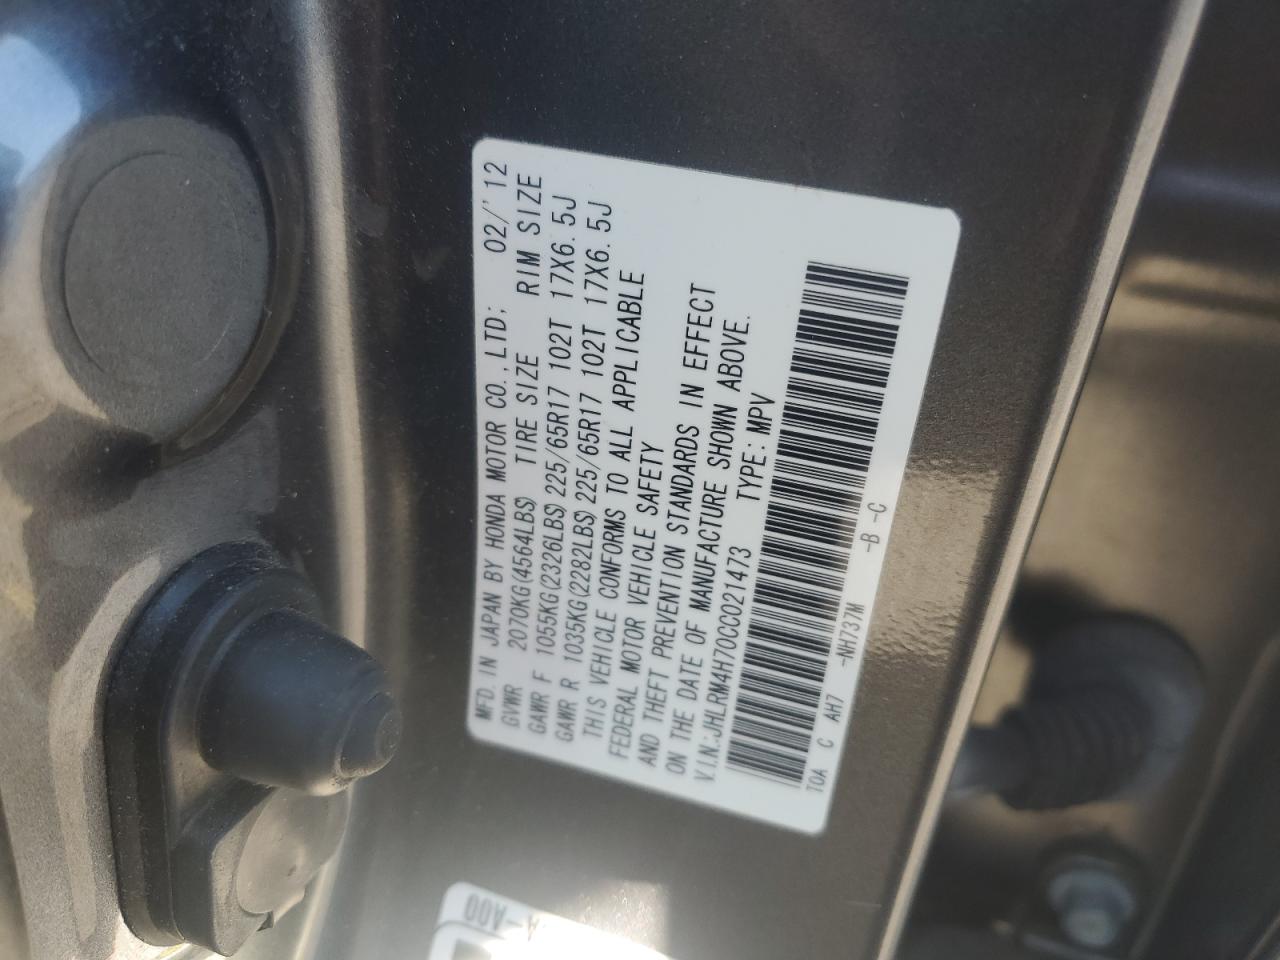 MFD. IN JAPAN BY HONDA MOTOR CO., LTD; 02/'12
GVWR 2070KG(4564LBS) TIRE SIZE RIM SIZE
GAWR F 1055KG(2326LBS) 225/65R17 102T 17X6.5J
GAWR R 1035KG(2282LBS) 225/65R17 102T 17X6.5J
THIS VEHICLE CONFORMS TO ALL APPLICABLE
FEDERAL MOTOR VEHICLE SAFETY
AND THEFT PREVENTION STANDARDS IN EFFECT
ON THE DATE OF MANUFACTURE SHOWN ABOVE.
V.I.N.:JHLRM4H70CC021473 TYPE: MPV
TOA C AH7 -NH737M -B -C
-A00